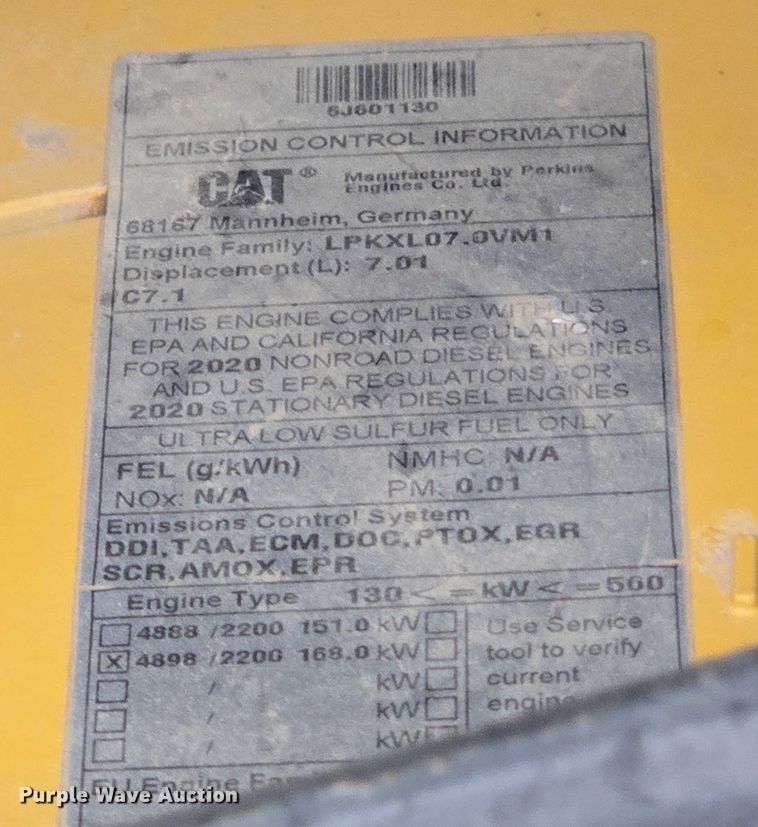 6J601130
EMISSION CONTROL INFORMATION
CAT® Manufactured by Perkins
Engines Co. Ltd.
68167 Mannheim, Germany
Engine Family: LPKXL07.0VM1
Displacement (L): 7.01
C7.1
THIS ENGINE COMPLIES WITH U.S.
EPA AND CALIFORNIA REGULATIONS
FOR 2020 NONROAD DIESEL ENGINES
AND U.S. EPA REGULATIONS FOR
2020 STATIONARY DIESEL ENGINES
ULTRA LOW SULFUR FUEL ONLY
FEL (g/kWh) NMHC: N/A
NOx: N/A PM: 0.01
Emissions Control System
DDI,TAA,ECM,DOC,PTOX,EGR
SCR,AMOX,EPR
Engine Type 130 < = kW < = 560
4888 /2200 151.0 kW Use Service
X 4898 /2200 168.0 kW tool to verify
/ kW current
/ kW engine
/ kW
EU Engine
Purple Wave Auction